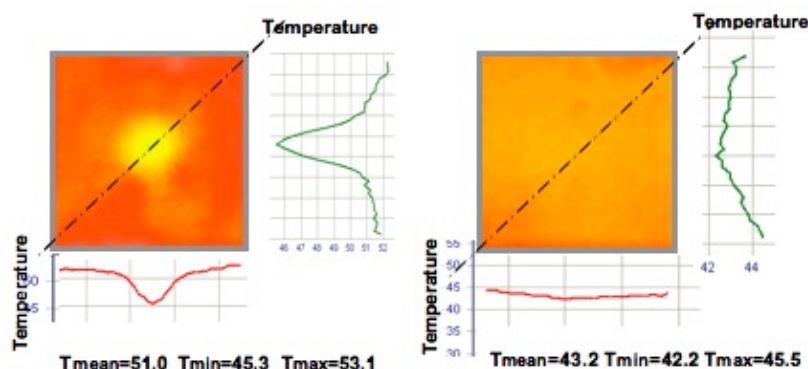 Temperature
46 47 48 49 50 51 52
Temperature
50
45
Tmean=51.0 Tmin=45.3 Tmax=53.1
Temperature
42 44
Temperature
55
50
45
40
35
30
Tmean=43.2 Tmin=42.2 Tmax=45.5